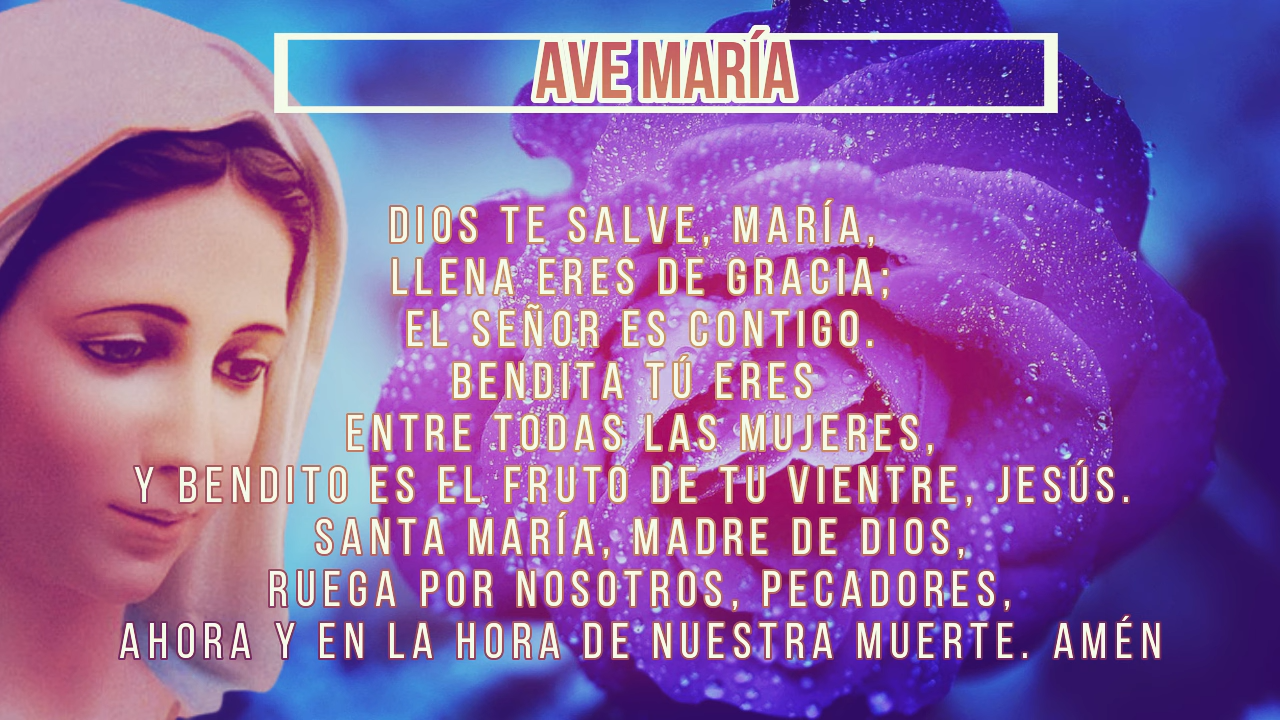 AVE MARÍA
DIOS TE SALVE, MARÍA,
LLENA ERES DE GRACIA;
EL SEÑOR ES CONTIGO.
BENDITA TÚ ERES
ENTRE TODAS LAS MUJERES,
Y BENDITO ES EL FRUTO DE TU VIENTRE, JESÚS.
SANTA MARÍA, MADRE DE DIOS,
RUEGA POR NOSOTROS, PECADORES,
AHORA Y EN LA HORA DE NUESTRA MUERTE. AMÉN